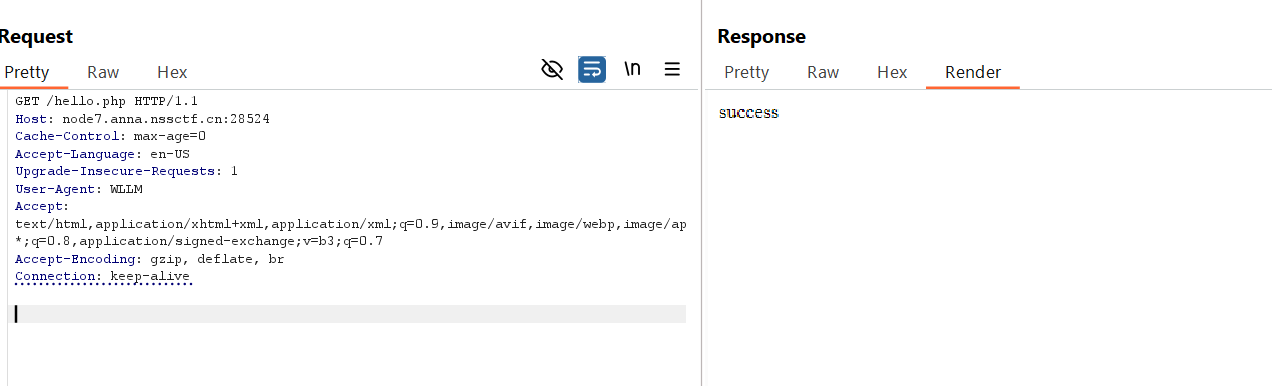 Request
Pretty Raw Hex
\n
GET /hello.php HTTP/1.1
Host: node7.anna.nssctf.cn:28524
Cache-Control: max-age=0
Accept-Language: en-US
Upgrade-Insecure-Requests: 1
User-Agent: WLLM
Accept:
text/html,application/xhtml+xml,application/xml;q=0.9,image/avif,image/webp,image/ap
*;q=0.8,application/signed-exchange;v=b3;q=0.7
Accept-Encoding: gzip, deflate, br
Connection: keep-alive
Response
Pretty Raw Hex Render
success